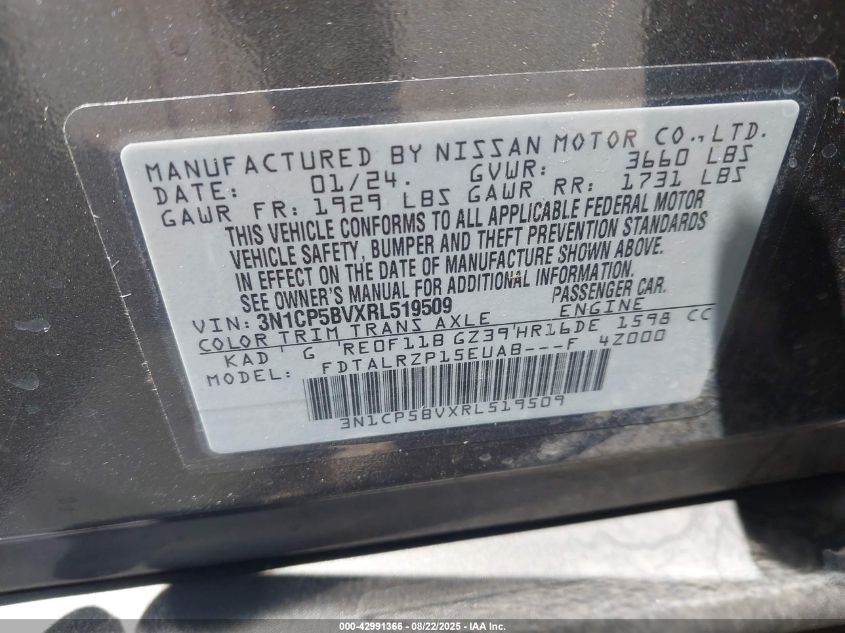 MANUFACTURED BY NISSAN MOTOR CO., LTD.
DATE: 01/24. GVWR: 3660 LBS
GAWR FR: 1929 LBS GAWR RR: 1731 LBS
THIS VEHICLE CONFORMS TO ALL APPLICABLE FEDERAL MOTOR
VEHICLE SAFETY, BUMPER AND THEFT PREVENTION STANDARDS
IN EFFECT ON THE DATE OF MANUFACTURE SHOWN ABOVE.
SEE OWNER'S MANUAL FOR ADDITIONAL INFORMATION.
VIN: 3N1CP5BVXRL519509 PASSENGER CAR.
COLOR TRIM TRANS AXLE ENGINE
KAD G RE0F11B GZ39 HR16DE 1598 CC
MODEL: FDTALRZP15EUAB---F 4Z000
3N1CP5BVXRL519509
000-42991366 - 08/22/2025 - IAA Inc.